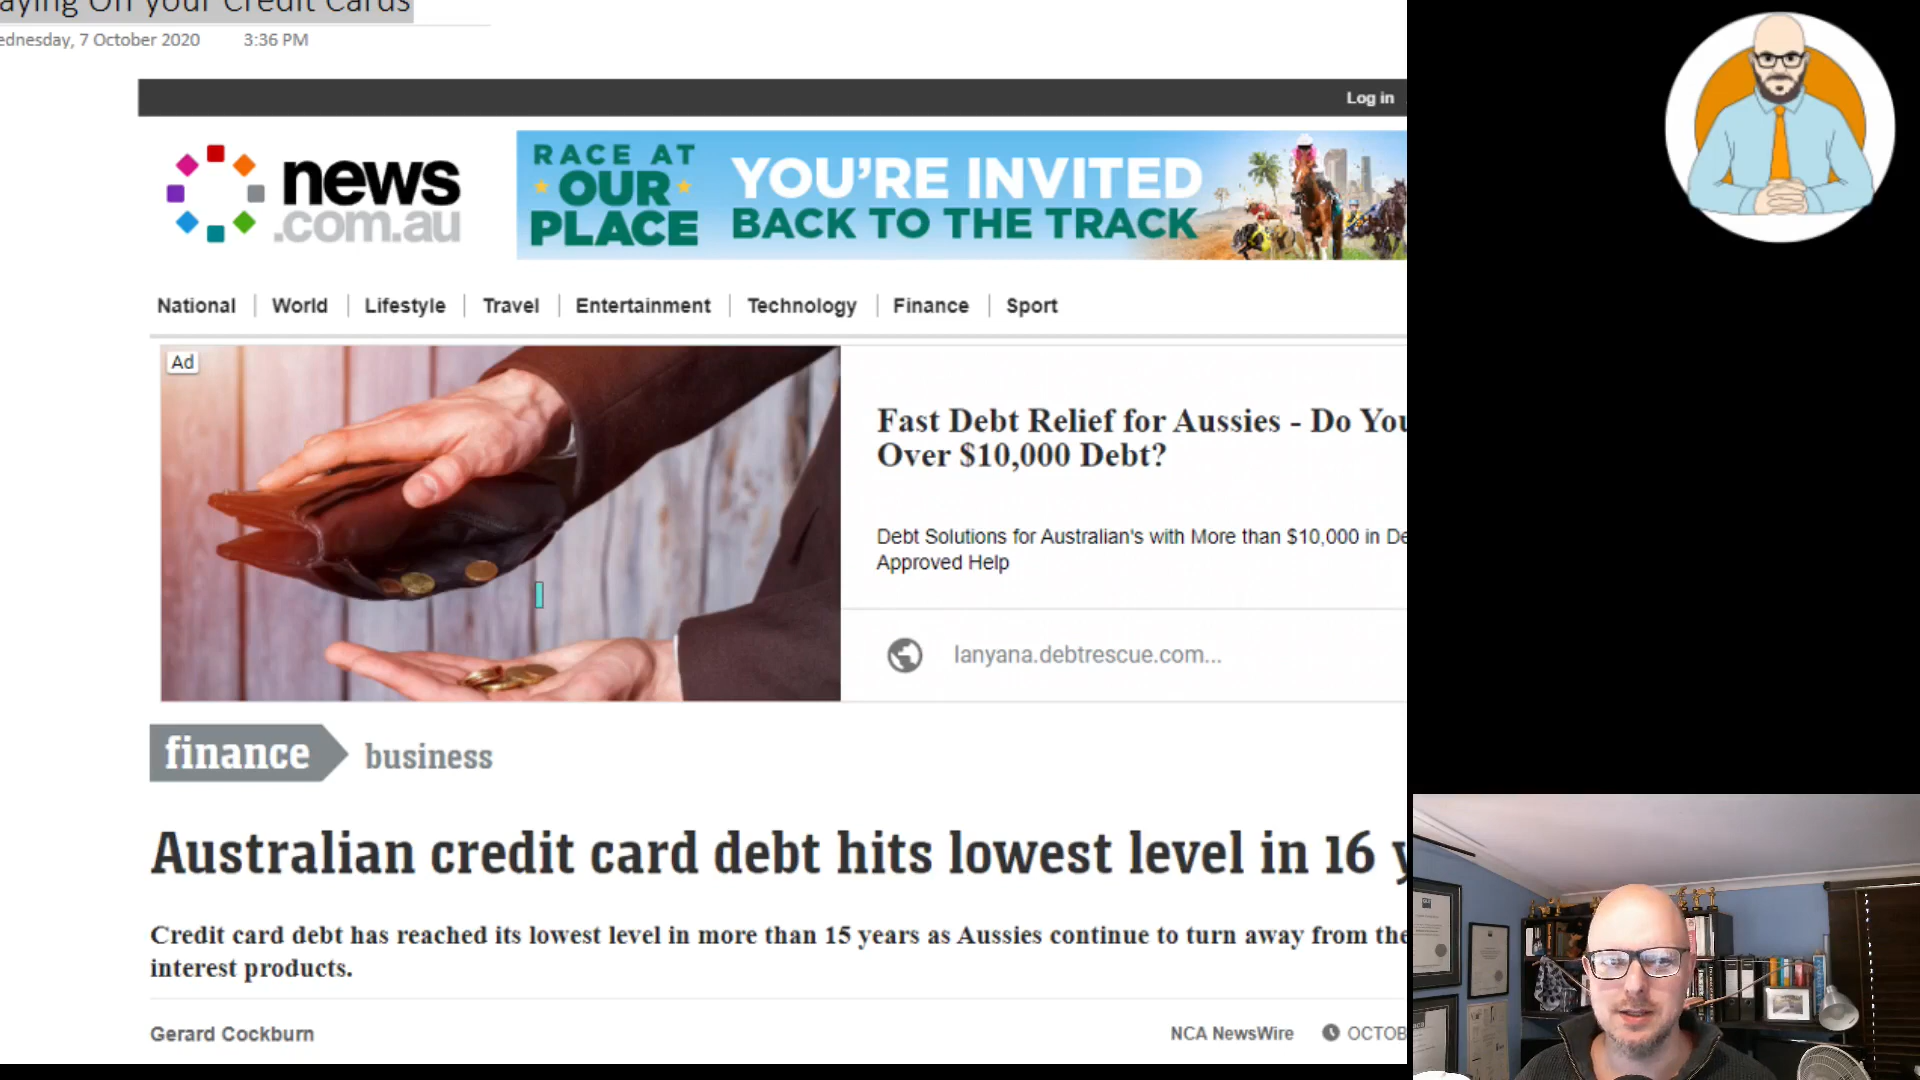 aying Off your Credit Cards
ednesday, 7 October 2020 3:36 PM
Log in
news
.com.au
RACE AT
OUR
PLACE
YOU'RE INVITED
BACK TO THE TRACK
National World Lifestyle Travel Entertainment Technology Finance Sport
Ad
Fast Debt Relief for Aussies - Do You
Over $10,000 Debt?
Debt Solutions for Australian's with More than $10,000 in De
Approved Help
lanyana.debtrescue.com...
finance business
Australian credit card debt hits lowest level in 16 y
Credit card debt has reached its lowest level in more than 15 years as Aussies continue to turn away from the
interest products.
Gerard Cockburn NCA NewsWire OCTOB